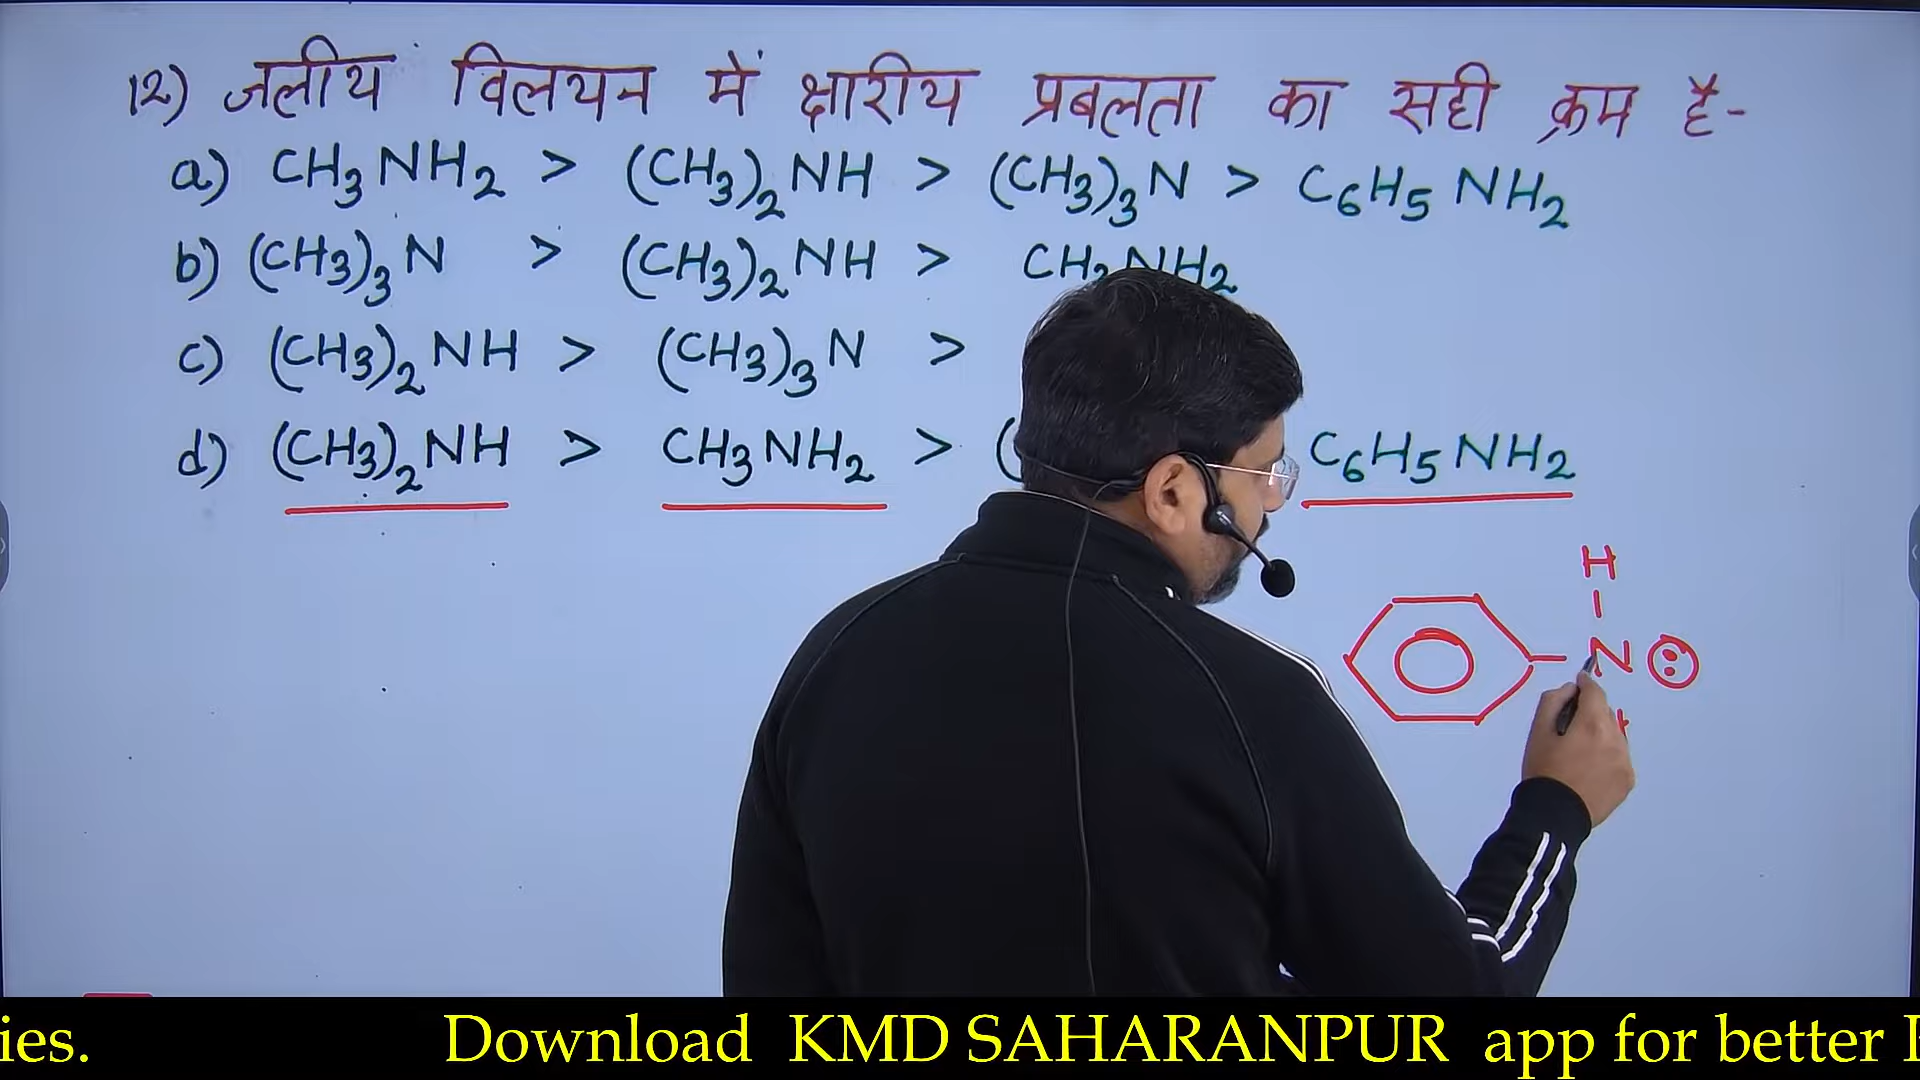 12) जलीय विलयन में क्षारीय प्रबलता का सही क्रम है-
a) CH₃NH₂ > (CH₃)₂NH > (CH₃)₃N > C₆H₅NH₂
b) (CH₃)₃N > (CH₃)₂NH > CH₃NH₂
c) (CH₃)₂NH > (CH₃)₃N >
d) (CH₃)₂NH > CH₃NH₂ > ( C₆H₅NH₂
H
N
ies. Download KMD SAHARANPUR app for better